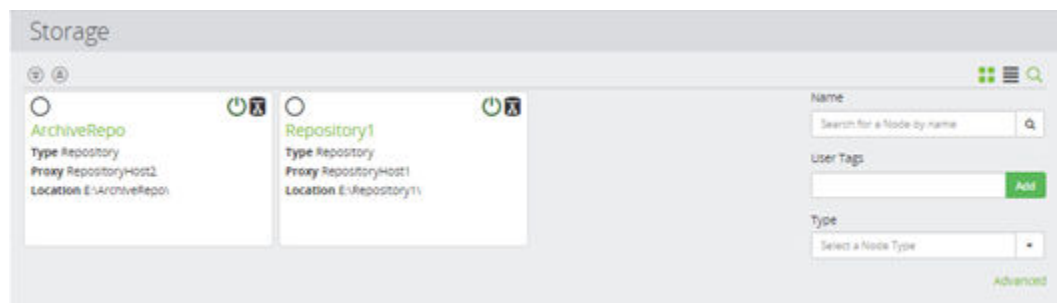 Storage
ArchiveRepo
Type Repository
Proxy RepositoryHost2
Location E:\ArchiveRepo\
Repository1
Type Repository
Proxy RepositoryHost1
Location E:\Repository1\
Name
Search for a Node by name
User Tags
Add
Type
Select a Node Type
Advanced